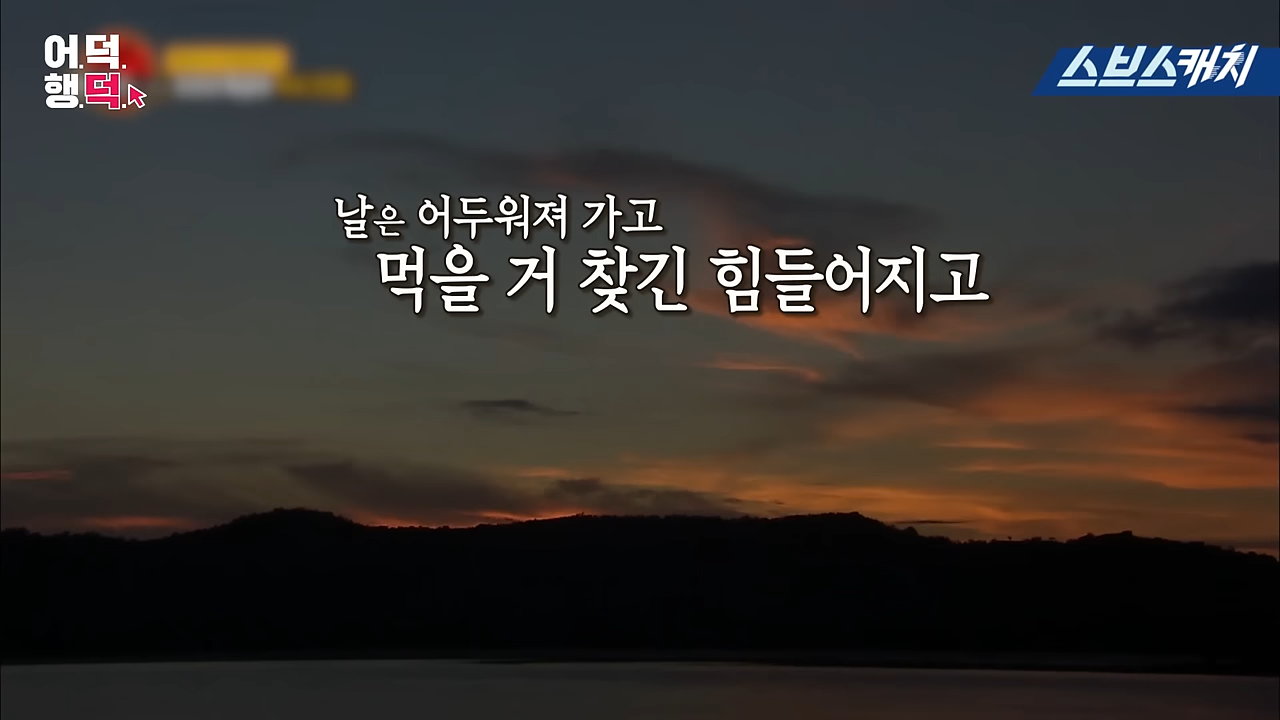 어.덕.
행.덕.
스브스캐치
날은 어두워져 가고
먹을 거 찾긴 힘들어지고